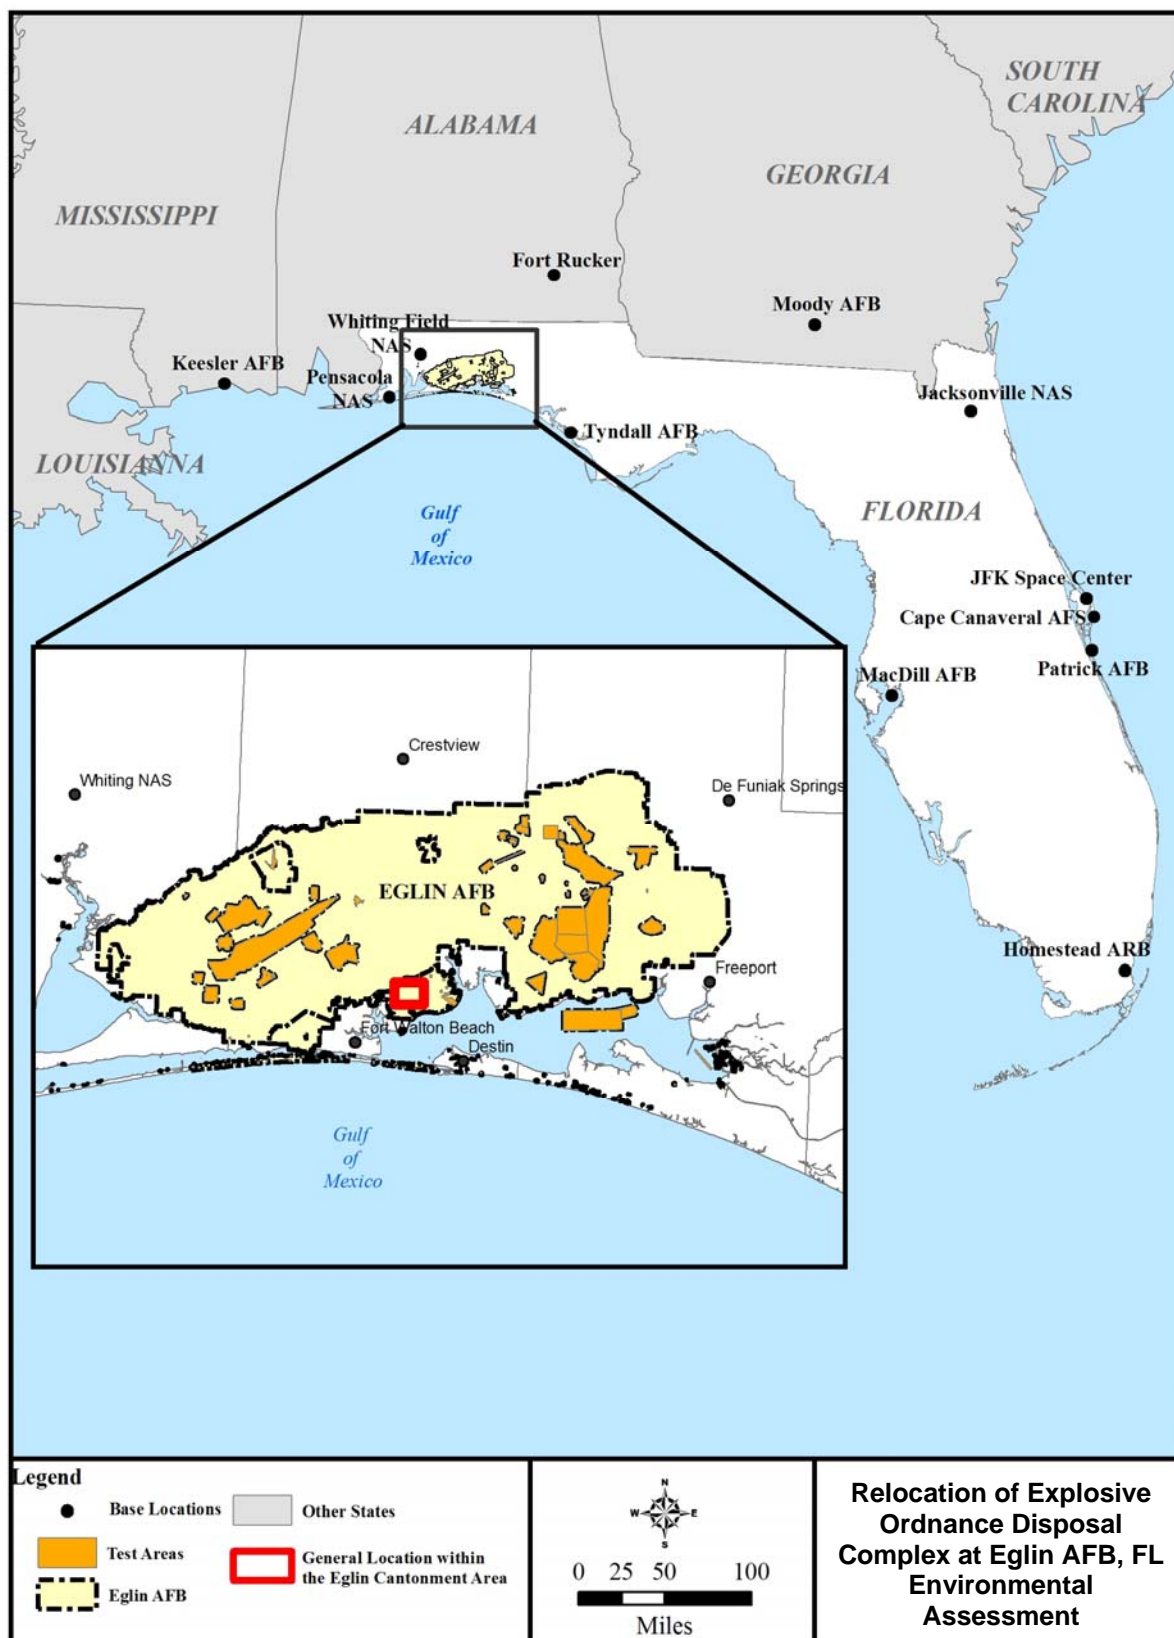 SOUTH
CAROLINA
ALABAMA
GEORGIA
MISSISSIPPI
Fort Rucker
Moody AFB
Whiting Field
NAS
Keesler AFB
Pensacola
NAS
Jacksonville NAS
Tyndall AFB
LOUISIANNA
FLORIDA
Gulf
of
Mexico
JFK Space Center
Cape Canaveral AFS
Patrick AFB
MacDill AFB
Homestead ARB
Crestview
Whiting NAS
De Funiak Springs
EGLIN AFB
Freeport
Fort Walton Beach
Destin
Gulf
of
Mexico
Legend
Base Locations
Other States
Test Areas
General Location within
the Eglin Cantonment Area
Eglin AFB
N
W
E
S
0 25 50 100
Miles
Relocation of Explosive
Ordnance Disposal
Complex at Eglin AFB, FL
Environmental
Assessment